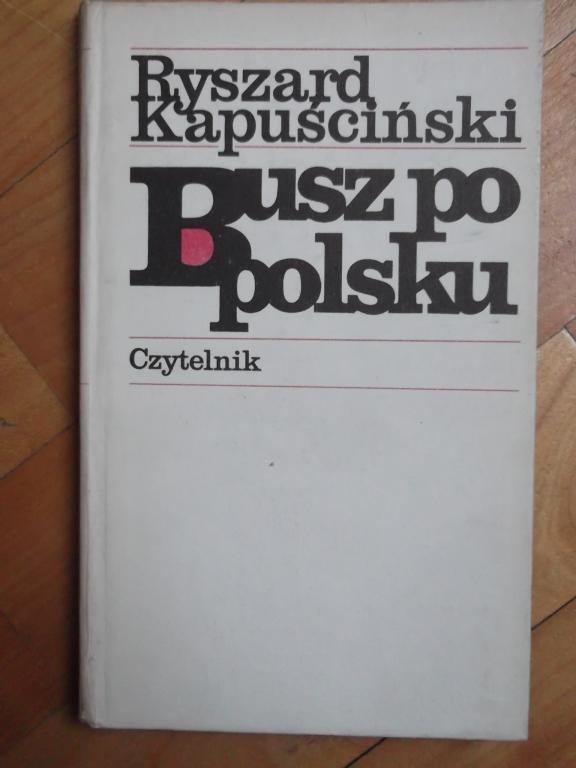 Ryszard
Kapuściński
Busz po
polsku
Czytelnik